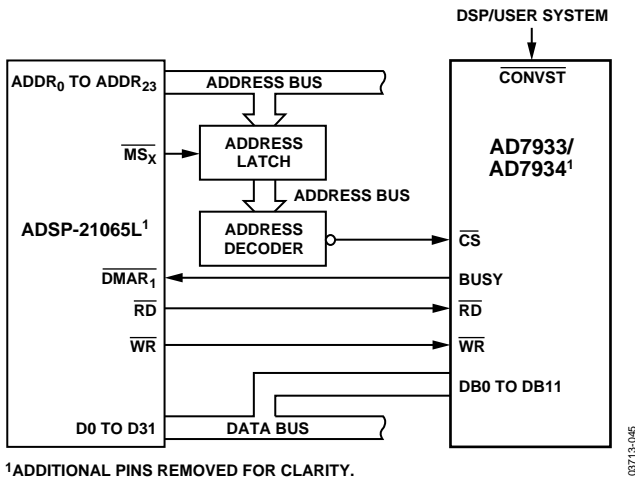 DSP/USER SYSTEM
ADDR0 TO ADDR23
ADDRESS BUS
CONVST
MSX
ADDRESS
LATCH
AD7933/
AD7934¹
ADDRESS BUS
ADSP-21065L¹
ADDRESS
DECODER
CS
DMAR1
BUSY
RD
RD
WR
WR
DB0 TO DB11
D0 TO D31
DATA BUS
¹ADDITIONAL PINS REMOVED FOR CLARITY.
03713-045